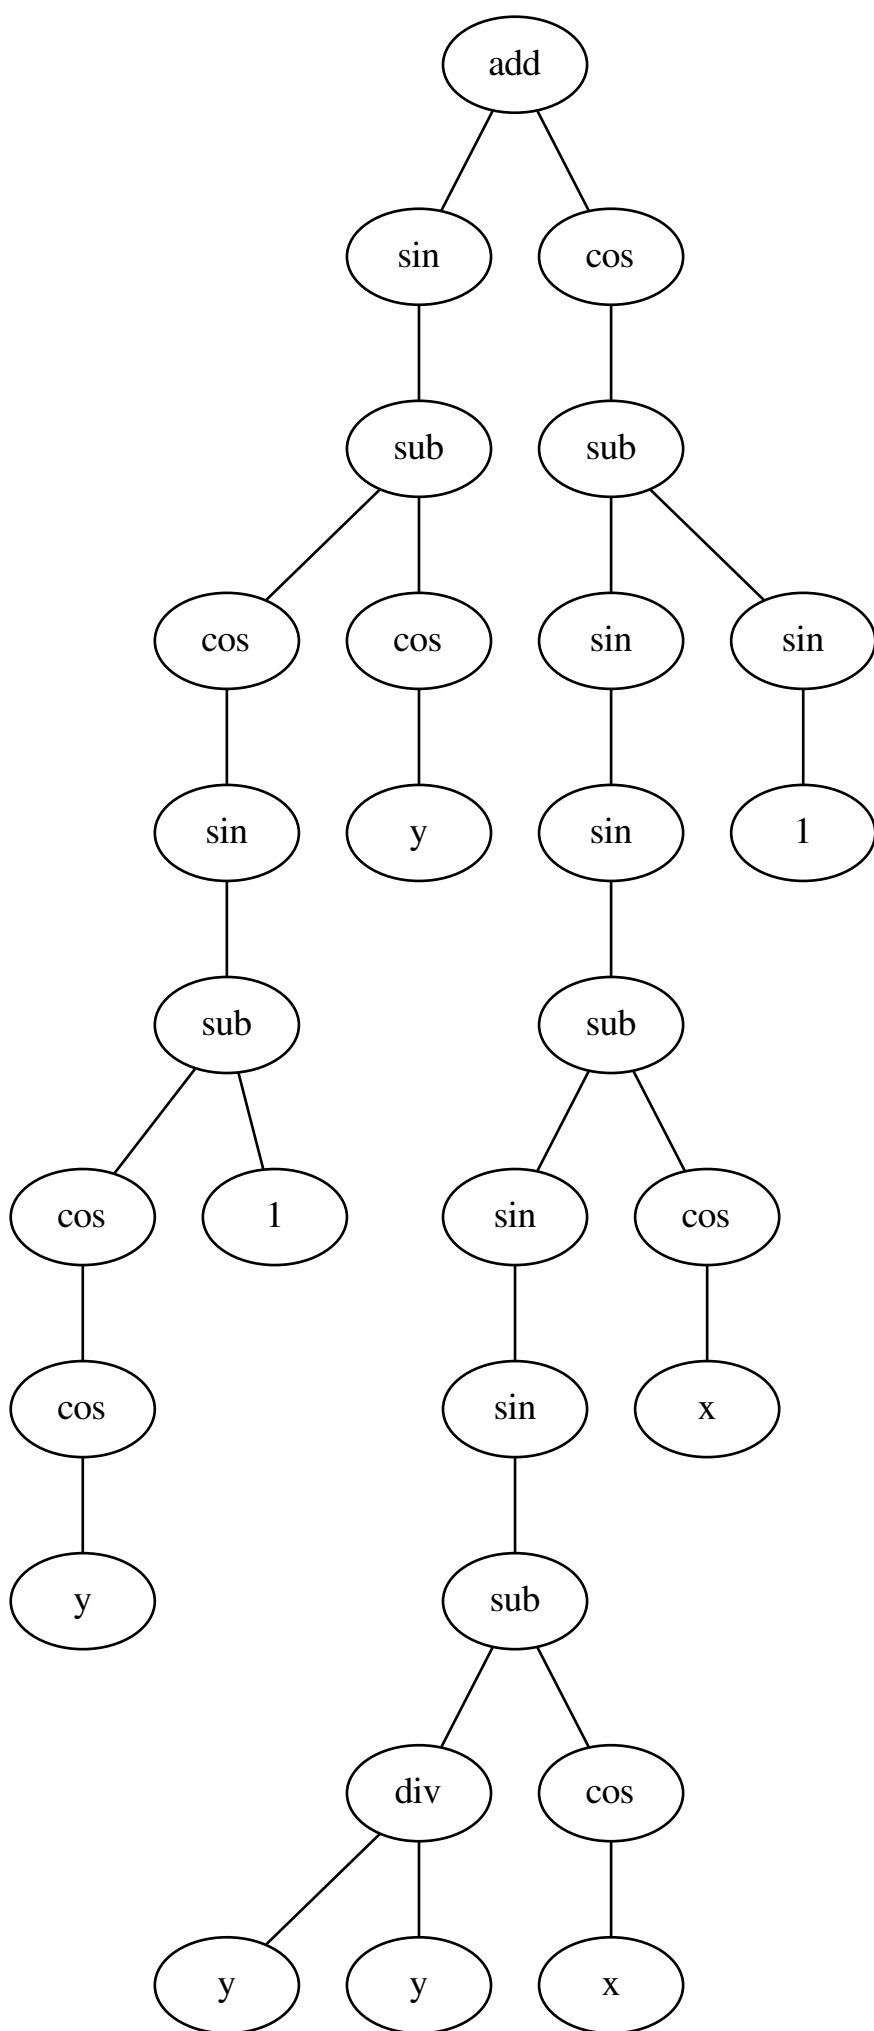 add
sin cos
sub sub
cos cos sin sin
sin y sin 1
sub sub
cos 1 sin cos
cos sin x
y sub
div cos
y y x